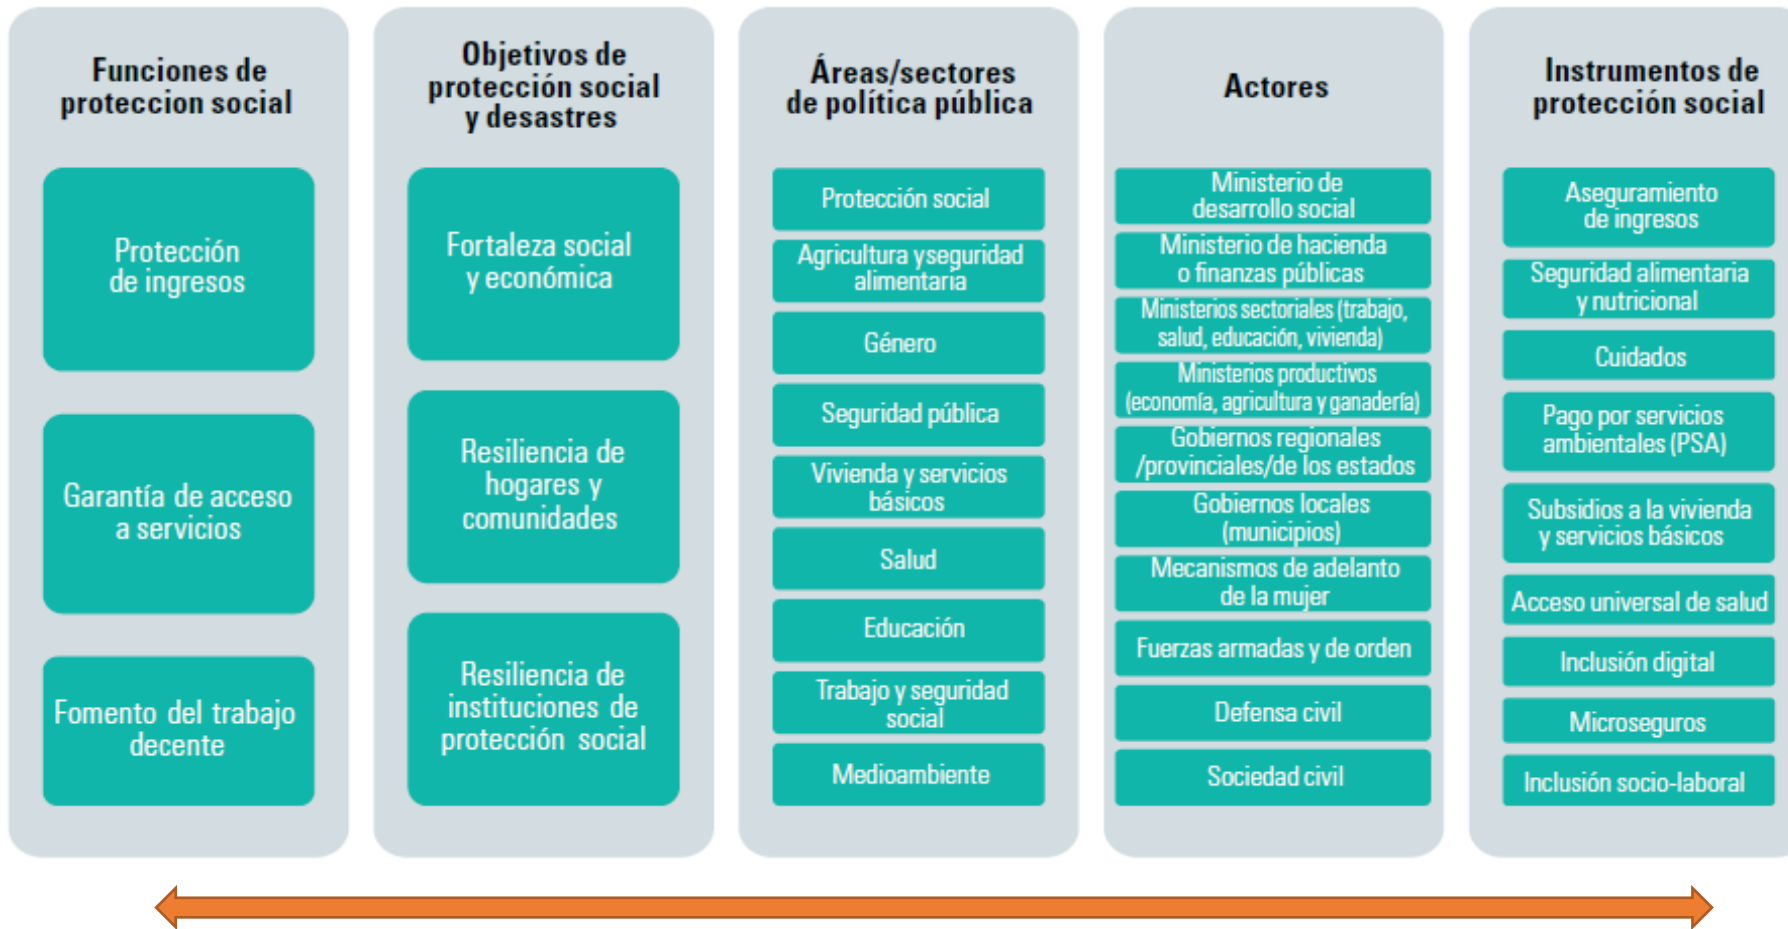 Funciones de
proteccion social
Protección
de ingresos
Garantía de acceso
a servicios
Fomento del trabajo
decente
Objetivos de
protección social
y desastres
Fortaleza social
y económica
Resiliencia de
hogares y
comunidades
Resiliencia de
instituciones de
protección social
Áreas/sectores
de política pública
Protección social
Agricultura yseguridad
alimentaria
Género
Seguridad pública
Vivienda y servicios
básicos
Salud
Educación
Trabajo y seguridad
social
Medioambiente
Actores
Ministerio de
desarrollo social
Ministerio de hacienda
o finanzas públicas
Ministerios sectoriales (trabajo,
salud, educación, vivienda)
Ministerios productivos
(economía, agricultura y ganadería)
Gobiernos regionales
/provinciales/de los estados
Gobiernos locales
(municipios)
Mecanismos de adelanto
de la mujer
Fuerzas armadas y de orden
Defensa civil
Sociedad civil
Instrumentos de
protección social
Aseguramiento
de ingresos
Seguridad alimentaria
y nutricional
Cuidados
Pago por servicios
ambientales (PSA)
Subsidios a la vivienda
y servicios básicos
Acceso universal de salud
Inclusión digital
Microseguros
Inclusión socio-laboral